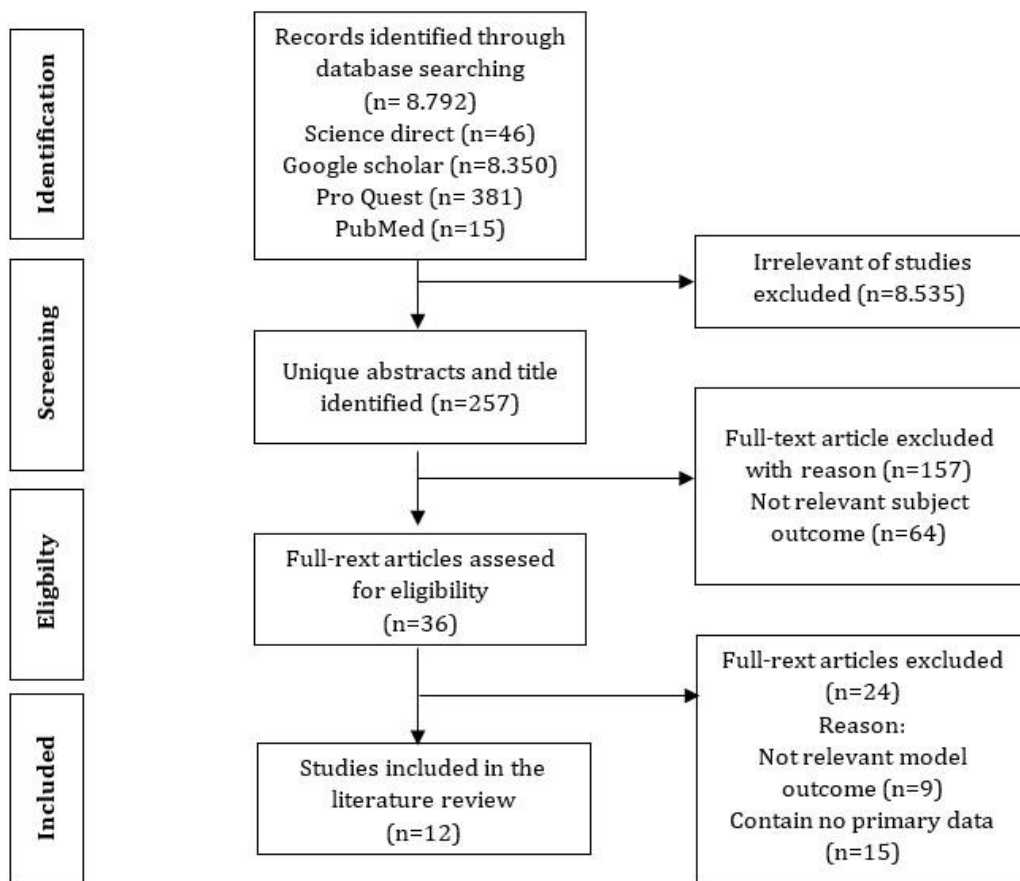 Identification
Records identified through
database searching
(n= 8.792)
Science direct (n=46)
Google scholar (n=8.350)
Pro Quest (n= 381)
PubMed (n=15)
Irrelevant of studies
excluded (n=8.535)
Screening
Unique abstracts and title
identified (n=257)
Full-text article excluded
with reason (n=157)
Not relevant subject
outcome (n=64)
Eligbilty
Full-rext articles assesed
for eligibility
(n=36)
Full-rext articles excluded
(n=24)
Reason:
Not relevant model
outcome (n=9)
Contain no primary data
(n=15)
Included
Studies included in the
literature review
(n=12)